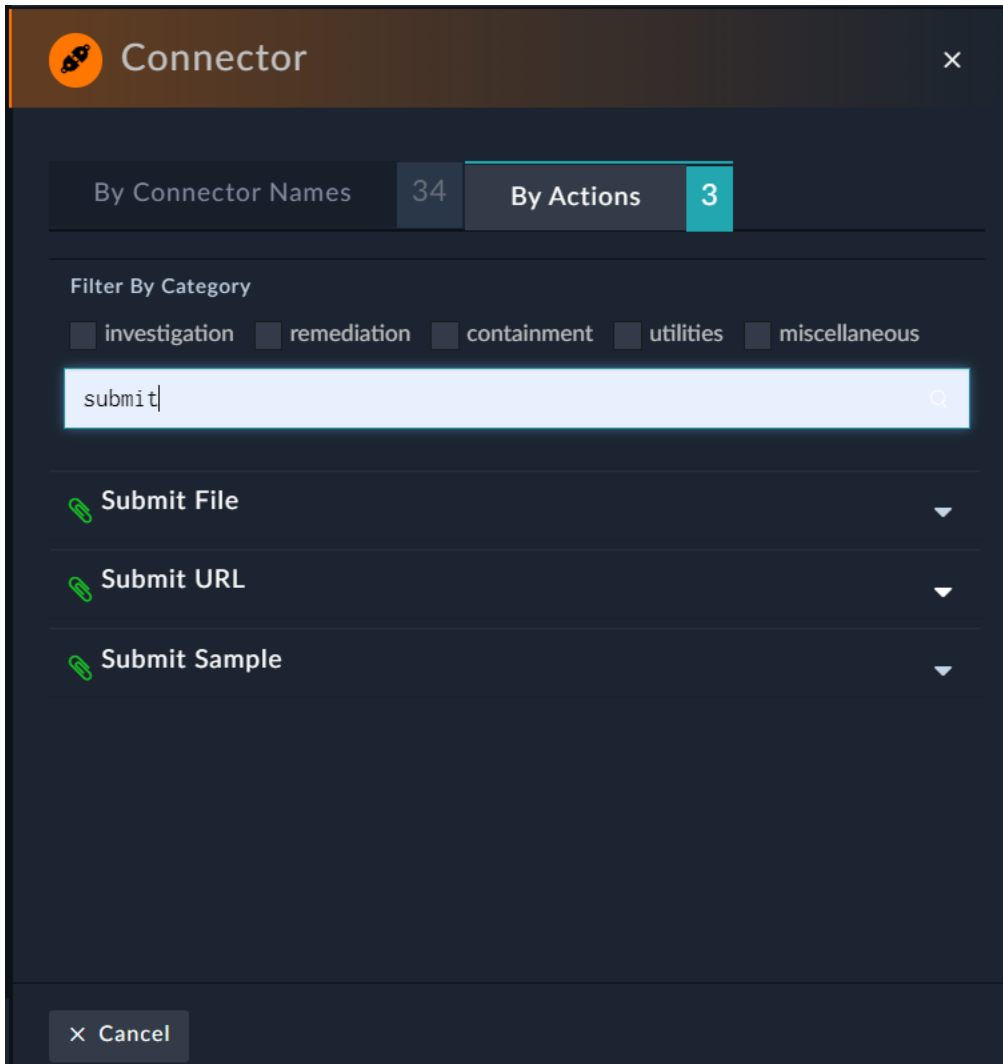 Connector
By Connector Names 34 By Actions 3
Filter By Category
investigation remediation containment utilities miscellaneous
submit
Submit File
Submit URL
Submit Sample
× Cancel